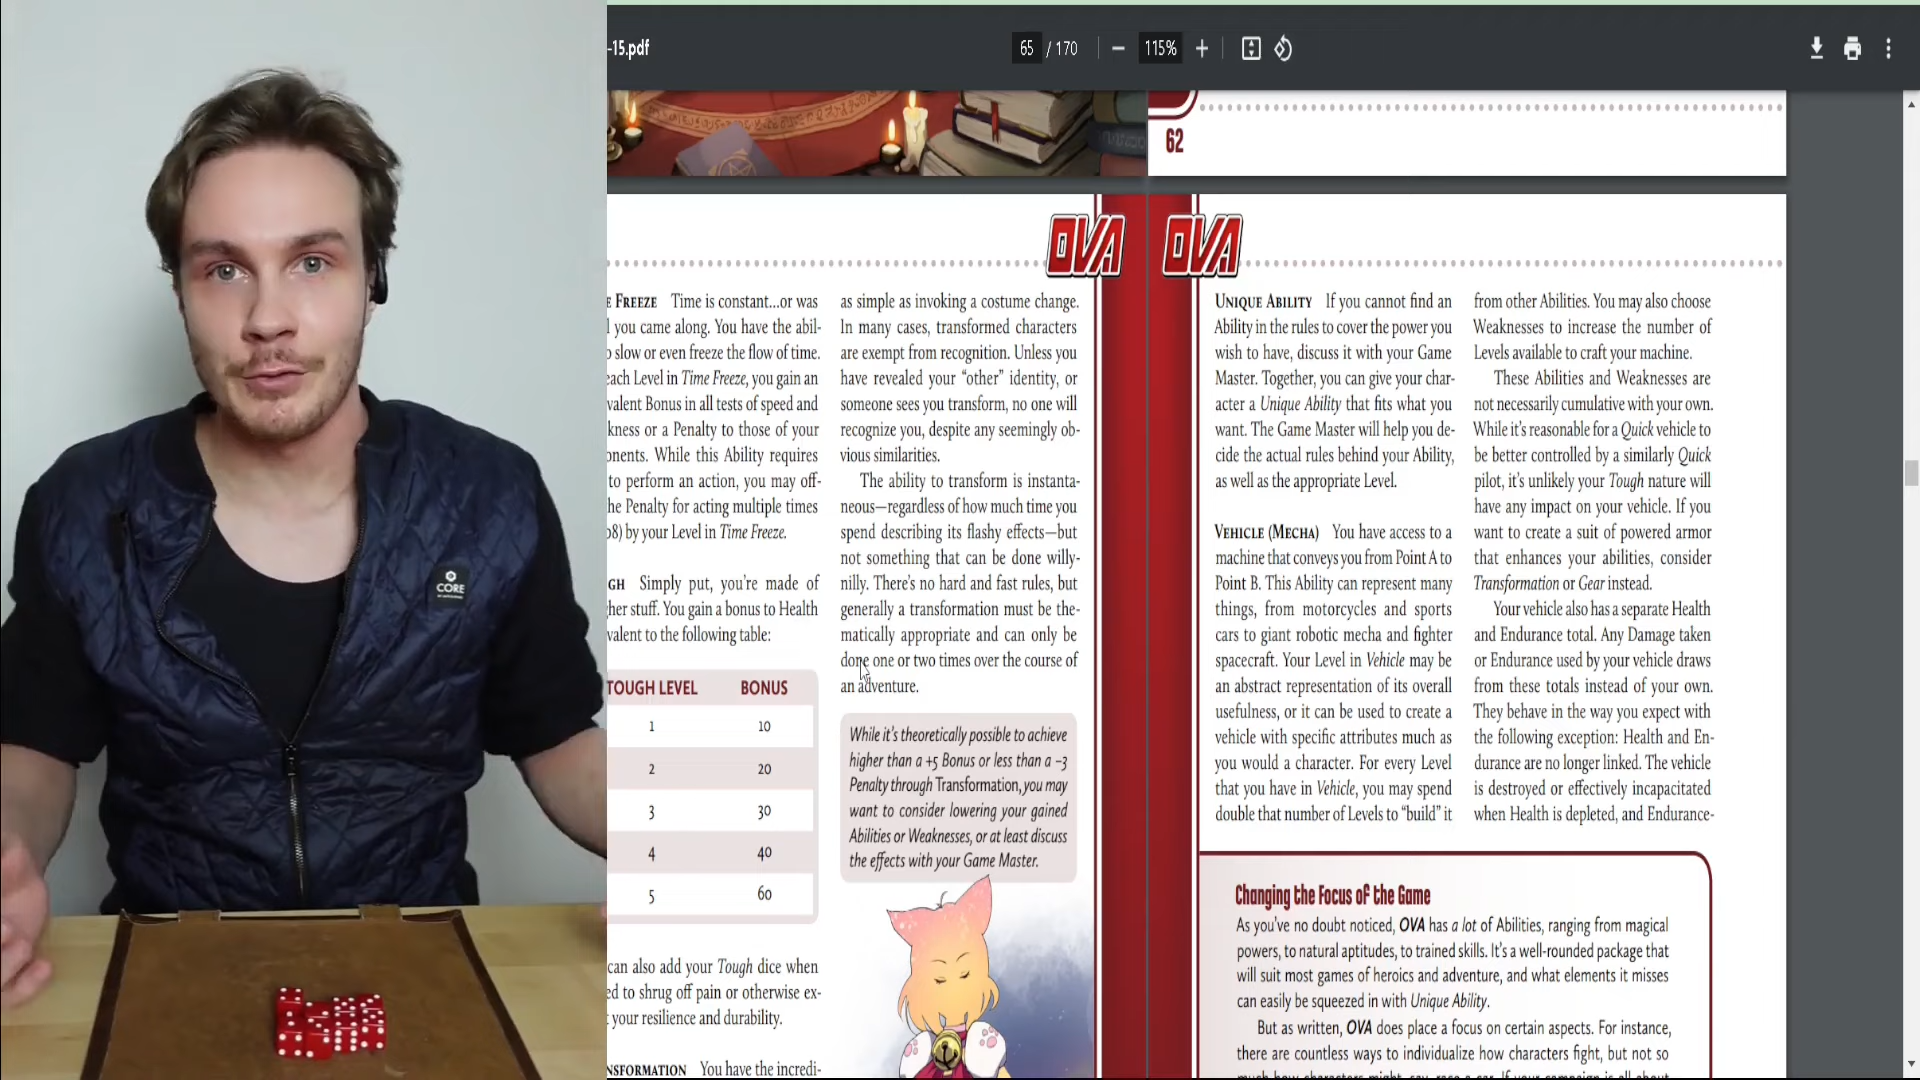 -15.pdf
65 / 170
115%
62
OVA
OVA
E FREEZE Time is constant...or was
l you came along. You have the abil-
o slow or even freeze the flow of time.
each Level in Time Freeze, you gain an
valent Bonus in all tests of speed and
kness or a Penalty to those of your
onents. While this Ability requires
to perform an action, you may off-
he Penalty for acting multiple times
98) by your Level in Time Freeze.
GH Simply put, you're made of
her stuff. You gain a bonus to Health
valent to the following table:
TOUGH LEVEL BONUS
1 10
2 20
3 30
4 40
5 60
can also add your Tough dice when
ed to shrug off pain or otherwise ex-
t your resilience and durability.
NSFORMATION You have the incredi-
as simple as invoking a costume change.
In many cases, transformed characters
are exempt from recognition. Unless you
have revealed your “other” identity, or
someone sees you transform, no one will
recognize you, despite any seemingly ob-
vious similarities.
The ability to transform is instanta-
neous—regardless of how much time you
spend describing its flashy effects—but
not something that can be done willy-
nilly. There's no hard and fast rules, but
generally a transformation must be the-
matically appropriate and can only be
done one or two times over the course of
an adventure.
While it's theoretically possible to achieve
higher than a +5 Bonus or less than a –3
Penalty through Transformation, you may
want to consider lowering your gained
Abilities or Weaknesses, or at least discuss
the effects with your Game Master.
UNIQUE ABILITY If you cannot find an
Ability in the rules to cover the power you
wish to have, discuss it with your Game
Master. Together, you can give your char-
acter a Unique Ability that fits what you
want. The Game Master will help you de-
cide the actual rules behind your Ability,
as well as the appropriate Level.
VEHICLE (MECHA) You have access to a
machine that conveys you from Point A to
Point B. This Ability can represent many
things, from motorcycles and sports
cars to giant robotic mecha and fighter
spacecraft. Your Level in Vehicle may be
an abstract representation of its overall
usefulness, or it can be used to create a
vehicle with specific attributes much as
you would a character. For every Level
that you have in Vehicle, you may spend
double that number of Levels to “build” it
from other Abilities. You may also choose
Weaknesses to increase the number of
Levels available to craft your machine.
These Abilities and Weaknesses are
not necessarily cumulative with your own.
While it's reasonable for a Quick vehicle to
be better controlled by a similarly Quick
pilot, it's unlikely your Tough nature will
have any impact on your vehicle. If you
want to create a suit of powered armor
that enhances your abilities, consider
Transformation or Gear instead.
Your vehicle also has a separate Health
and Endurance total. Any Damage taken
or Endurance used by your vehicle draws
from these totals instead of your own.
They behave in the way you expect with
the following exception: Health and En-
durance are no longer linked. The vehicle
is destroyed or effectively incapacitated
when Health is depleted, and Endurance-
Changing the Focus of the Game
As you've no doubt noticed, OVA has a lot of Abilities, ranging from magical
powers, to natural aptitudes, to trained skills. It's a well-rounded package that
will suit most games of heroics and adventure, and what elements it misses
can easily be squeezed in with Unique Ability.
But as written, OVA does place a focus on certain aspects. For instance,
there are countless ways to individualize how characters fight, but not so
CORE